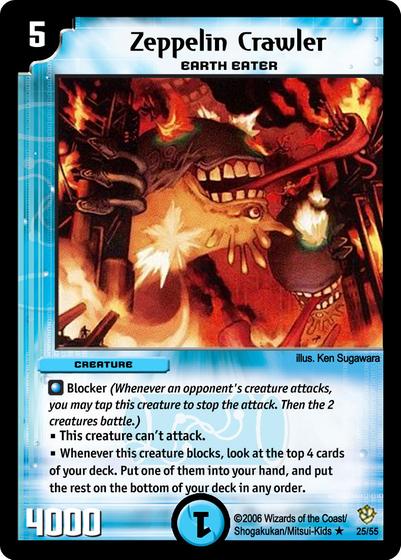 5
Zeppelin Crawler
EARTH EATER
illus. Ken Sugawara
CREATURE
Blocker (Whenever an opponent's creature attacks,
you may tap this creature to stop the attack. Then the 2
creatures battle.)
▪ This creature can't attack.
▪ Whenever this creature blocks, look at the top 4 cards
of your deck. Put one of them into your hand, and put
the rest on the bottom of your deck in any order.
4000
1
©2006 Wizards of the Coast/
Shogakukan/Mitsui-Kids ★ 25/55